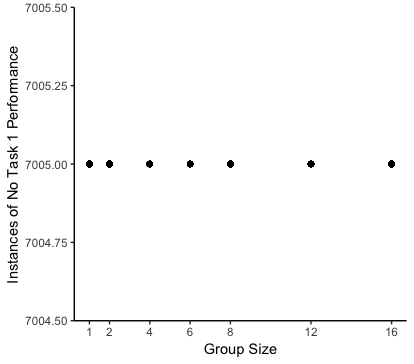 Instances of No Task 1 Performance
7005.50
7005.25
7005.00
7004.75
7004.50
1 2 4 6 8 12 16
Group Size